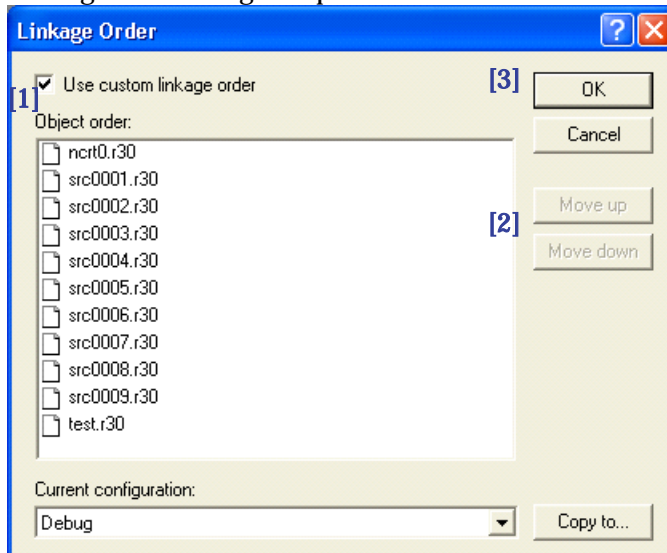 Linkage Order
Use custom linkage order
[1]
[3]
OK
Object order:
Cancel
ncrt0.r30
src0001.r30
src0002.r30
src0003.r30
src0004.r30
src0005.r30
src0006.r30
src0007.r30
src0008.r30
src0009.r30
test.r30
Move up
[2]
Move down
Current configuration:
Debug
Copy to...